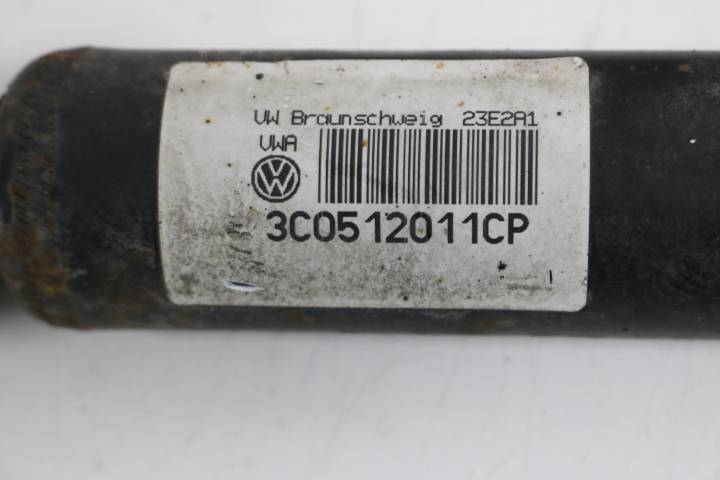 VW Braunschweig 23E2A1
VWA
3C0512011CP